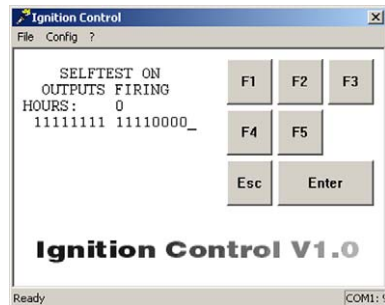 Ignition Control
File Config ?
SELFTEST ON
OUTPUTS FIRING
HOURS: 0
11111111 11110000_
F1 F2 F3
F4 F5
Esc Enter
Ignition Control V1.0
Ready COM1: